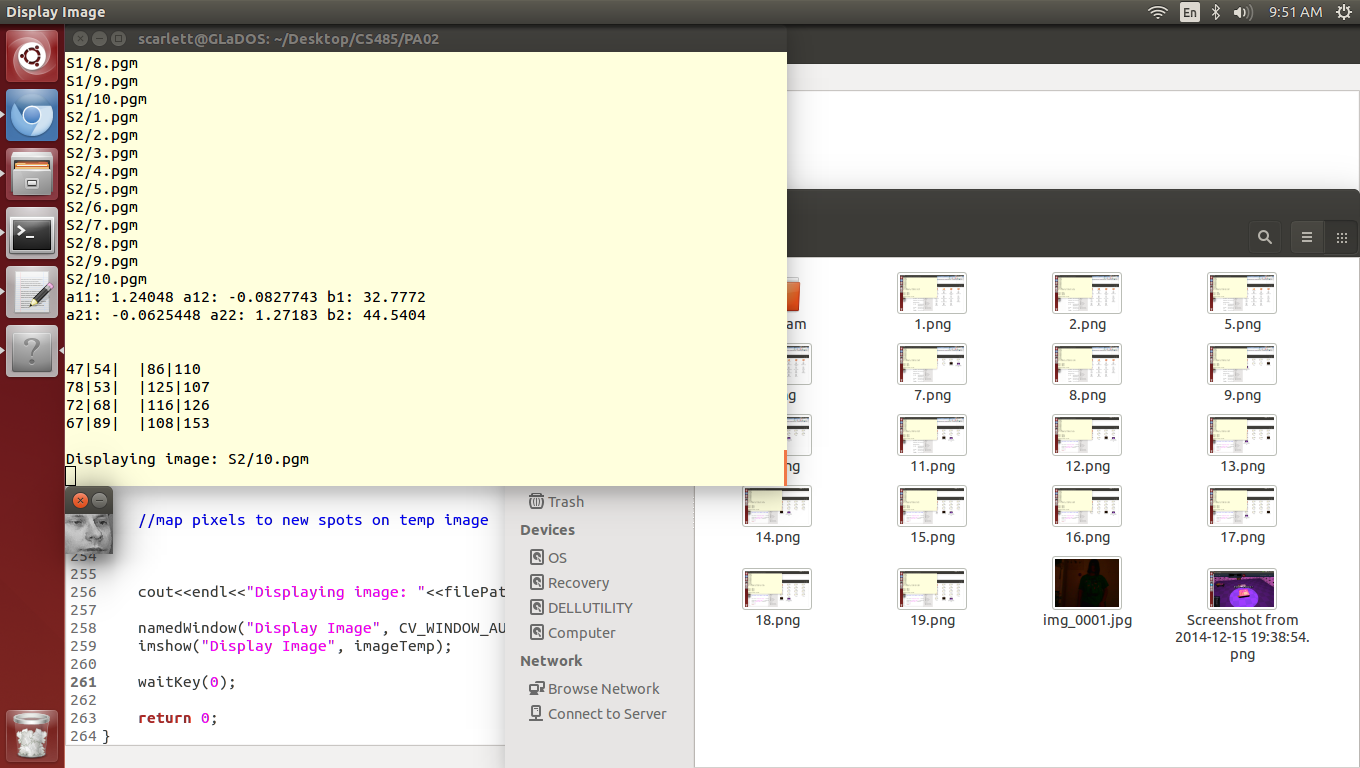 Display Image
En
9:51 AM
scarlett@GLaDOS: ~/Desktop/CS485/PA02
S1/8.pgm
S1/9.pgm
S1/10.pgm
S2/1.pgm
S2/2.pgm
S2/3.pgm
S2/4.pgm
S2/5.pgm
S2/6.pgm
S2/7.pgm
S2/8.pgm
S2/9.pgm
S2/10.pgm
a11: 1.24048 a12: -0.0827743 b1: 32.7772
a21: -0.0625448 a22: 1.27183 b2: 44.5404
47|54|  |86|110
78|53|  |125|107
72|68|  |116|126
67|89|  |108|153
Displaying image: S2/10.pgm
//map pixels to new spots on temp image
254
255
256 cout<<endl<<"Displaying image: "<<filePat
257
258 namedWindow("Display Image", CV_WINDOW_AU
259 imshow("Display Image", imageTemp);
260
261 waitKey(0);
262
263 return 0;
264 }
Trash
Devices
OS
Recovery
DELLUTILITY
Computer
Network
Browse Network
Connect to Server
am
1.png
2.png
5.png
ng
7.png
8.png
9.png
ng
11.png
12.png
13.png
14.png
15.png
16.png
17.png
18.png
19.png
img_0001.jpg
Screenshot from
2014-12-15 19:38:54.
png